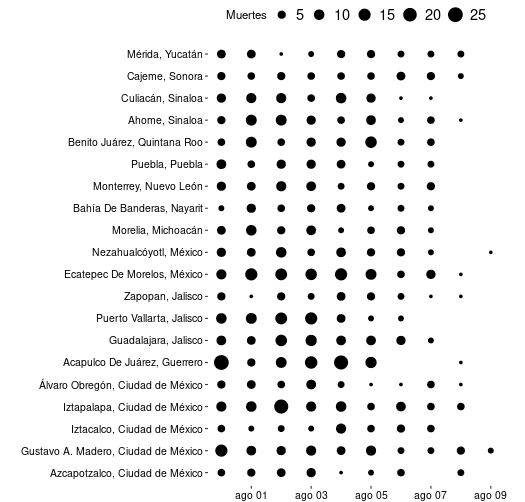 Muertes 5 10 15 20 25
Mérida, Yucatán
Cajeme, Sonora
Culiacán, Sinaloa
Ahome, Sinaloa
Benito Juárez, Quintana Roo
Puebla, Puebla
Monterrey, Nuevo León
Bahía De Banderas, Nayarit
Morelia, Michoacán
Nezahualcóyotl, México
Ecatepec De Morelos, México
Zapopan, Jalisco
Puerto Vallarta, Jalisco
Guadalajara, Jalisco
Acapulco De Juárez, Guerrero
Álvaro Obregón, Ciudad de México
Iztapalapa, Ciudad de México
Iztacalco, Ciudad de México
Gustavo A. Madero, Ciudad de México
Azcapotzalco, Ciudad de México
ago 01 ago 03 ago 05 ago 07 ago 09